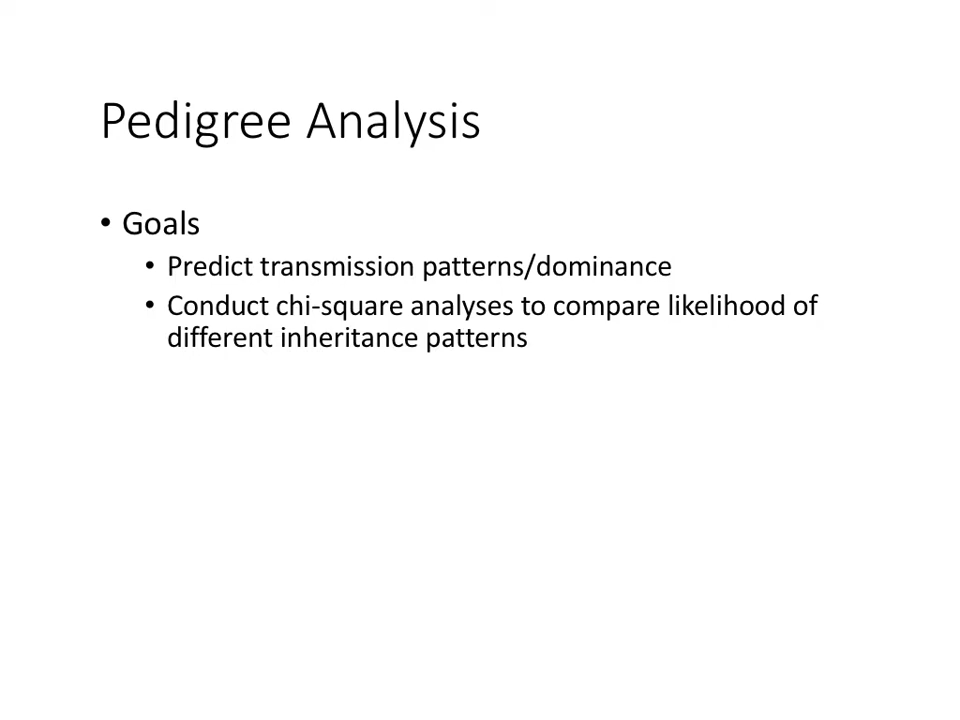 Pedigree Analysis
• Goals
• Predict transmission patterns/dominance
• Conduct chi-square analyses to compare likelihood of
different inheritance patterns